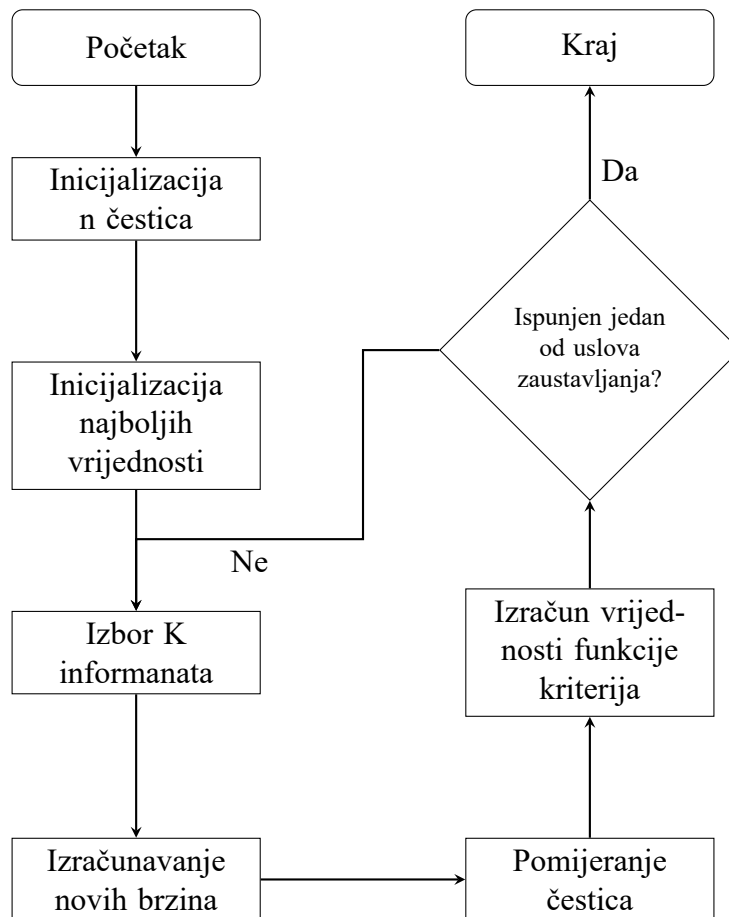 Početak
Inicijalizacija
n čestica
Inicijalizacija
najboljih
vrijednosti
Ne
Izbor K
informanata
Izračunavanje
novih brzina
Pomijeranje
čestica
Izračun vrijed-
nosti funkcije
kriterija
Ispunjen jedan
od uslova
zaustavljanja?
Da
Kraj